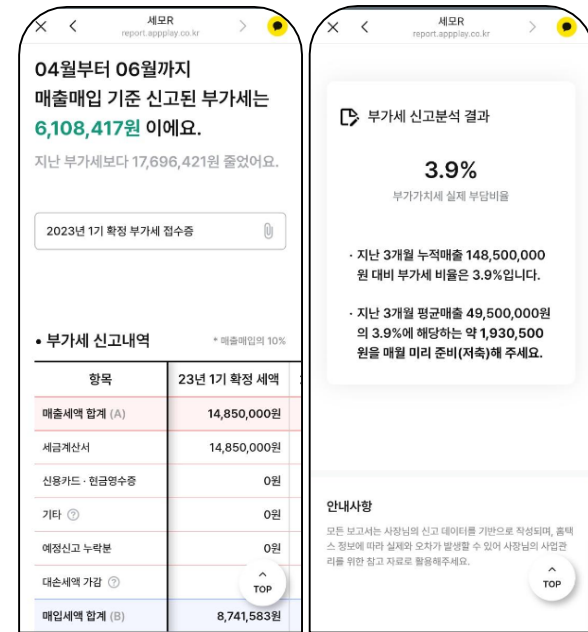 세모R
report.appplay.co.kr
04월부터 06월까지
매출매입 기준 신고된 부가세는
6,108,417원 이에요.
지난 부가세보다 17,696,421원 줄었어요.
2023년 1기 확정 부가세 접수증
• 부가세 신고내역
* 매출매입의 10%
항목 23년 1기 확정 세액
매출세액 합계 (A) 14,850,000원
세금계산서 14,850,000원
신용카드 · 현금영수증 0원
기타 ? 0원
예정신고 누락분 0원
대손세액 가감 ?
TOP
매입세액 합계 (B) 8,741,583원
세모R
report.appplay.co.kr
부가세 신고분석 결과
3.9%
부가가치세 실제 부담비율
· 지난 3개월 누적매출 148,500,000
원 대비 부가세 비율은 3.9%입니다.
· 지난 3개월 평균매출 49,500,000원
의 3.9%에 해당하는 약 1,930,500
원을 매월 미리 준비(저축)해 주세요.
안내사항
모든 보고서는 사장님의 신고 데이터를 기반으로 작성되며, 홈택
스 정보에 따라 실제와 오차가 발생할 수 있어 사장님의 사업관
리를 위한 참고 자료로 활용해주세요.
TOP